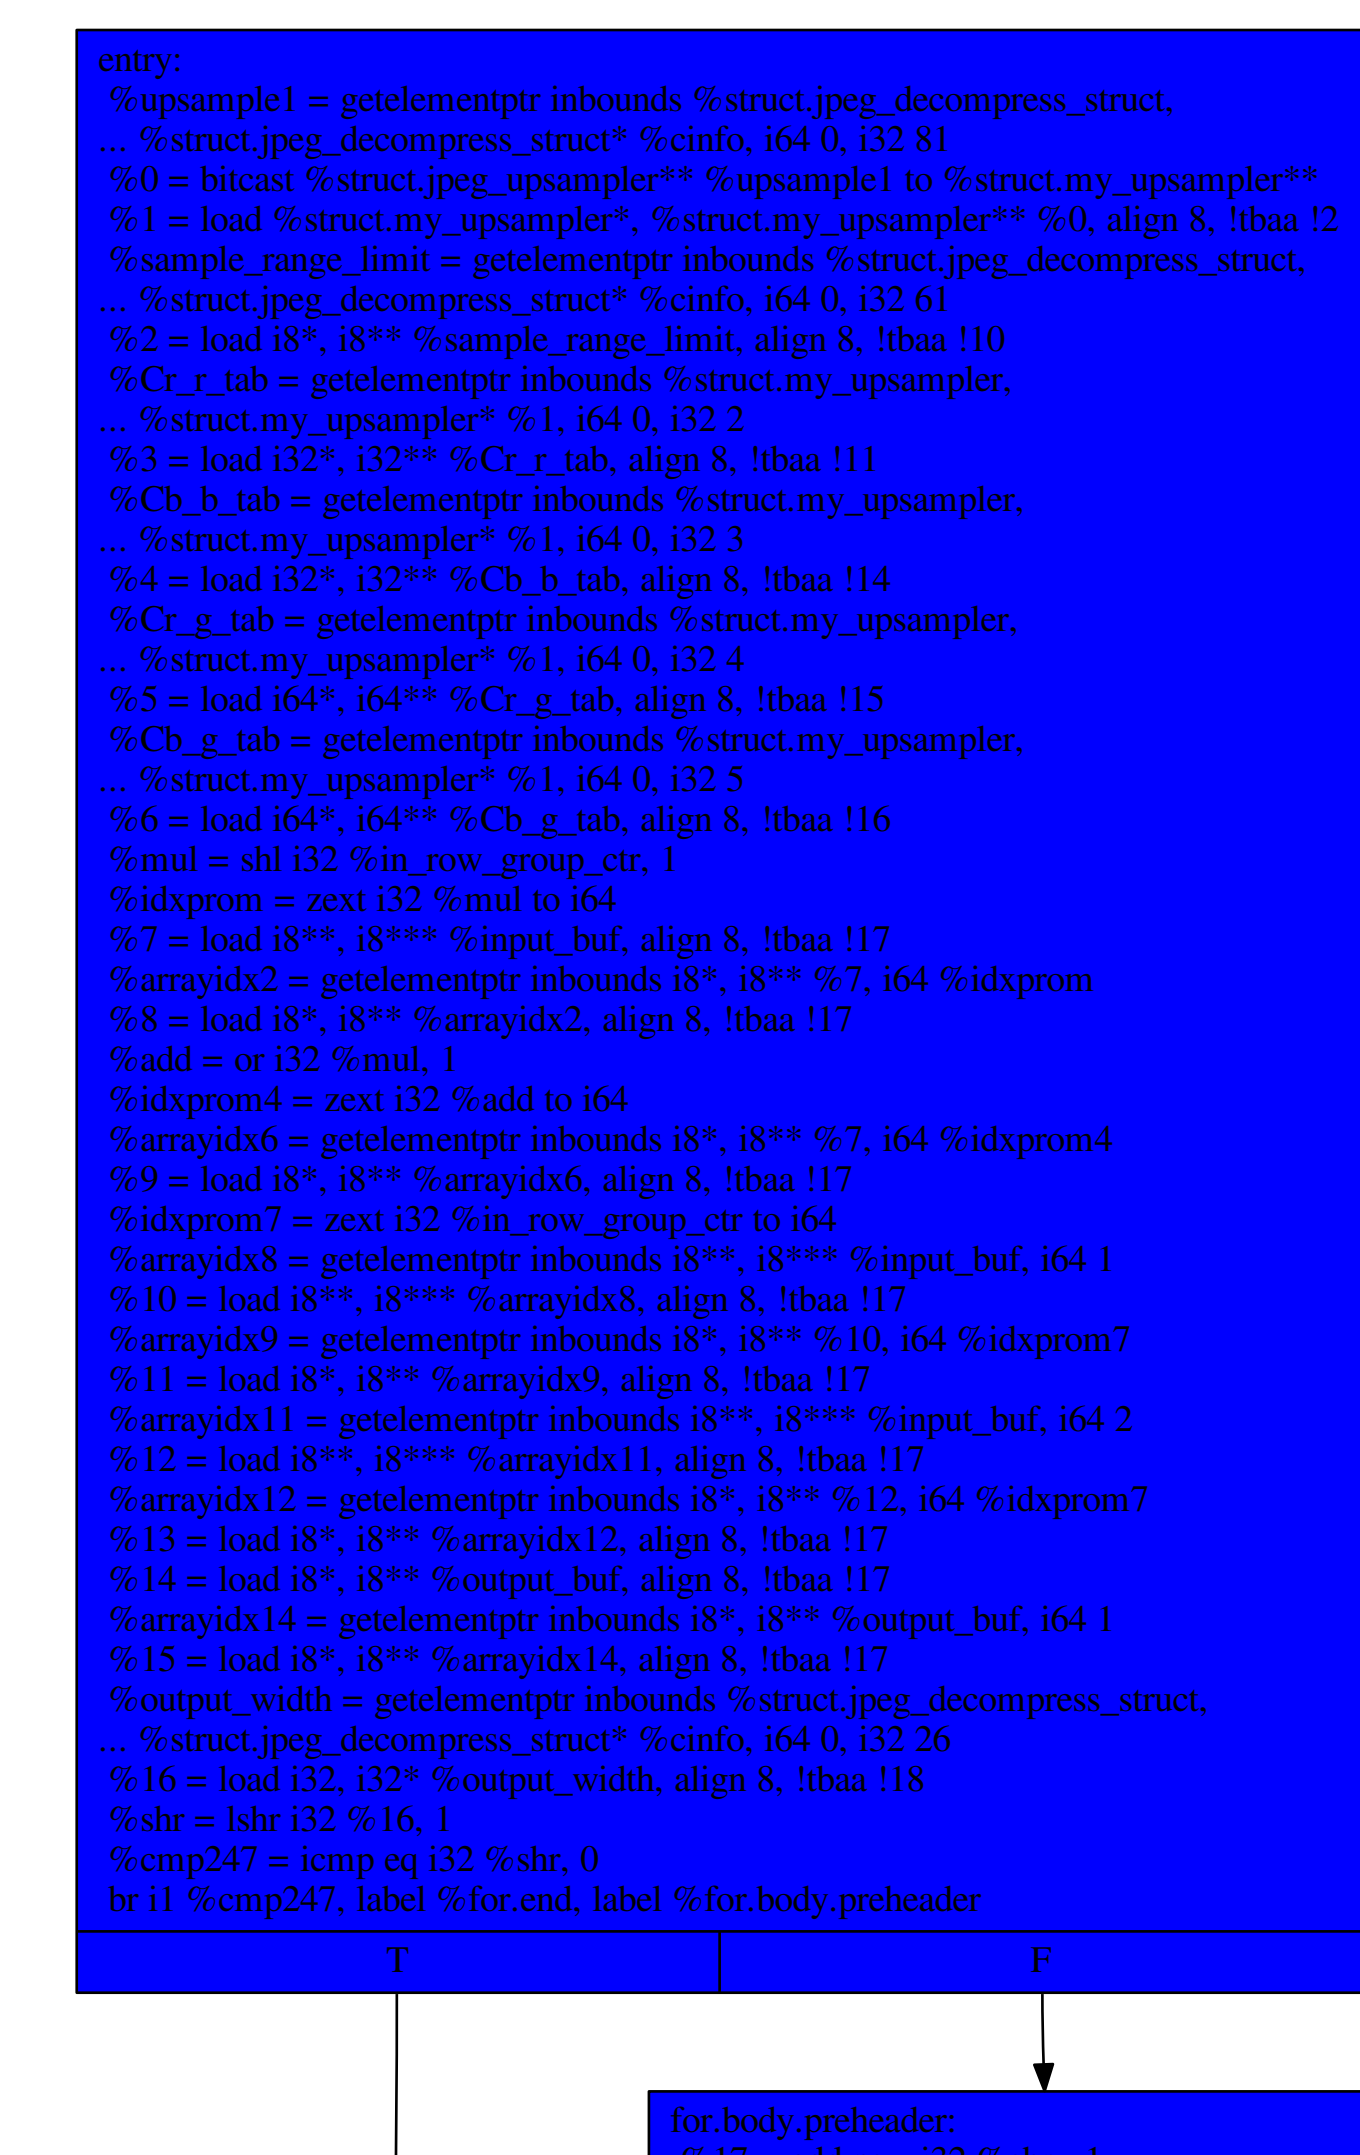 entry:
%upsample1 = getelementptr inbounds %struct.jpeg_decompress_struct,
... %struct.jpeg_decompress_struct* %cinfo, i64 0, i32 81
%0 = bitcast %struct.jpeg_upsampler** %upsample1 to %struct.my_upsampler**
%1 = load %struct.my_upsampler*, %struct.my_upsampler** %0, align 8, !tbaa !2
%sample_range_limit = getelementptr inbounds %struct.jpeg_decompress_struct,
... %struct.jpeg_decompress_struct* %cinfo, i64 0, i32 61
%2 = load i8*, i8** %sample_range_limit, align 8, !tbaa !10
%Cr_r_tab = getelementptr inbounds %struct.my_upsampler,
... %struct.my_upsampler* %1, i64 0, i32 2
%3 = load i32*, i32** %Cr_r_tab, align 8, !tbaa !11
%Cb_b_tab = getelementptr inbounds %struct.my_upsampler,
... %struct.my_upsampler* %1, i64 0, i32 3
%4 = load i32*, i32** %Cb_b_tab, align 8, !tbaa !14
%Cr_g_tab = getelementptr inbounds %struct.my_upsampler,
... %struct.my_upsampler* %1, i64 0, i32 4
%5 = load i64*, i64** %Cr_g_tab, align 8, !tbaa !15
%Cb_g_tab = getelementptr inbounds %struct.my_upsampler,
... %struct.my_upsampler* %1, i64 0, i32 5
%6 = load i64*, i64** %Cb_g_tab, align 8, !tbaa !16
%mul = shl i32 %in_row_group_ctr, 1
%idxprom = zext i32 %mul to i64
%7 = load i8**, i8*** %input_buf, align 8, !tbaa !17
%arrayidx2 = getelementptr inbounds i8*, i8** %7, i64 %idxprom
%8 = load i8*, i8** %arrayidx2, align 8, !tbaa !17
%add = or i32 %mul, 1
%idxprom4 = zext i32 %add to i64
%arrayidx6 = getelementptr inbounds i8*, i8** %7, i64 %idxprom4
%9 = load i8*, i8** %arrayidx6, align 8, !tbaa !17
%idxprom7 = zext i32 %in_row_group_ctr to i64
%arrayidx8 = getelementptr inbounds i8**, i8*** %input_buf, i64 1
%10 = load i8**, i8*** %arrayidx8, align 8, !tbaa !17
%arrayidx9 = getelementptr inbounds i8*, i8** %10, i64 %idxprom7
%11 = load i8*, i8** %arrayidx9, align 8, !tbaa !17
%arrayidx11 = getelementptr inbounds i8**, i8*** %input_buf, i64 2
%12 = load i8**, i8*** %arrayidx11, align 8, !tbaa !17
%arrayidx12 = getelementptr inbounds i8*, i8** %12, i64 %idxprom7
%13 = load i8*, i8** %arrayidx12, align 8, !tbaa !17
%14 = load i8*, i8** %output_buf, align 8, !tbaa !17
%arrayidx14 = getelementptr inbounds i8*, i8** %output_buf, i64 1
%15 = load i8*, i8** %arrayidx14, align 8, !tbaa !17
%output_width = getelementptr inbounds %struct.jpeg_decompress_struct,
... %struct.jpeg_decompress_struct* %cinfo, i64 0, i32 26
%16 = load i32, i32* %output_width, align 8, !tbaa !18
%shr = lshr i32 %16, 1
%cmp247 = icmp eq i32 %shr, 0
br i1 %cmp247, label %for.end, label %for.body.preheader
T F
for.body.preheader: